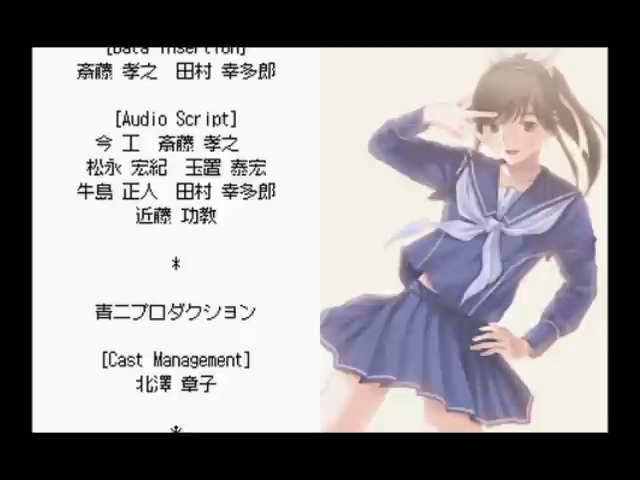 [Data Insertion]
斎藤 孝之 田村 幸多郎
[Audio Script]
今 工 斎藤 孝之
松永 宏紀 玉置 泰宏
牛島 正人 田村 幸多郎
近藤 功教
*
青二プロダクション
[Cast Management]
北澤 章子
*